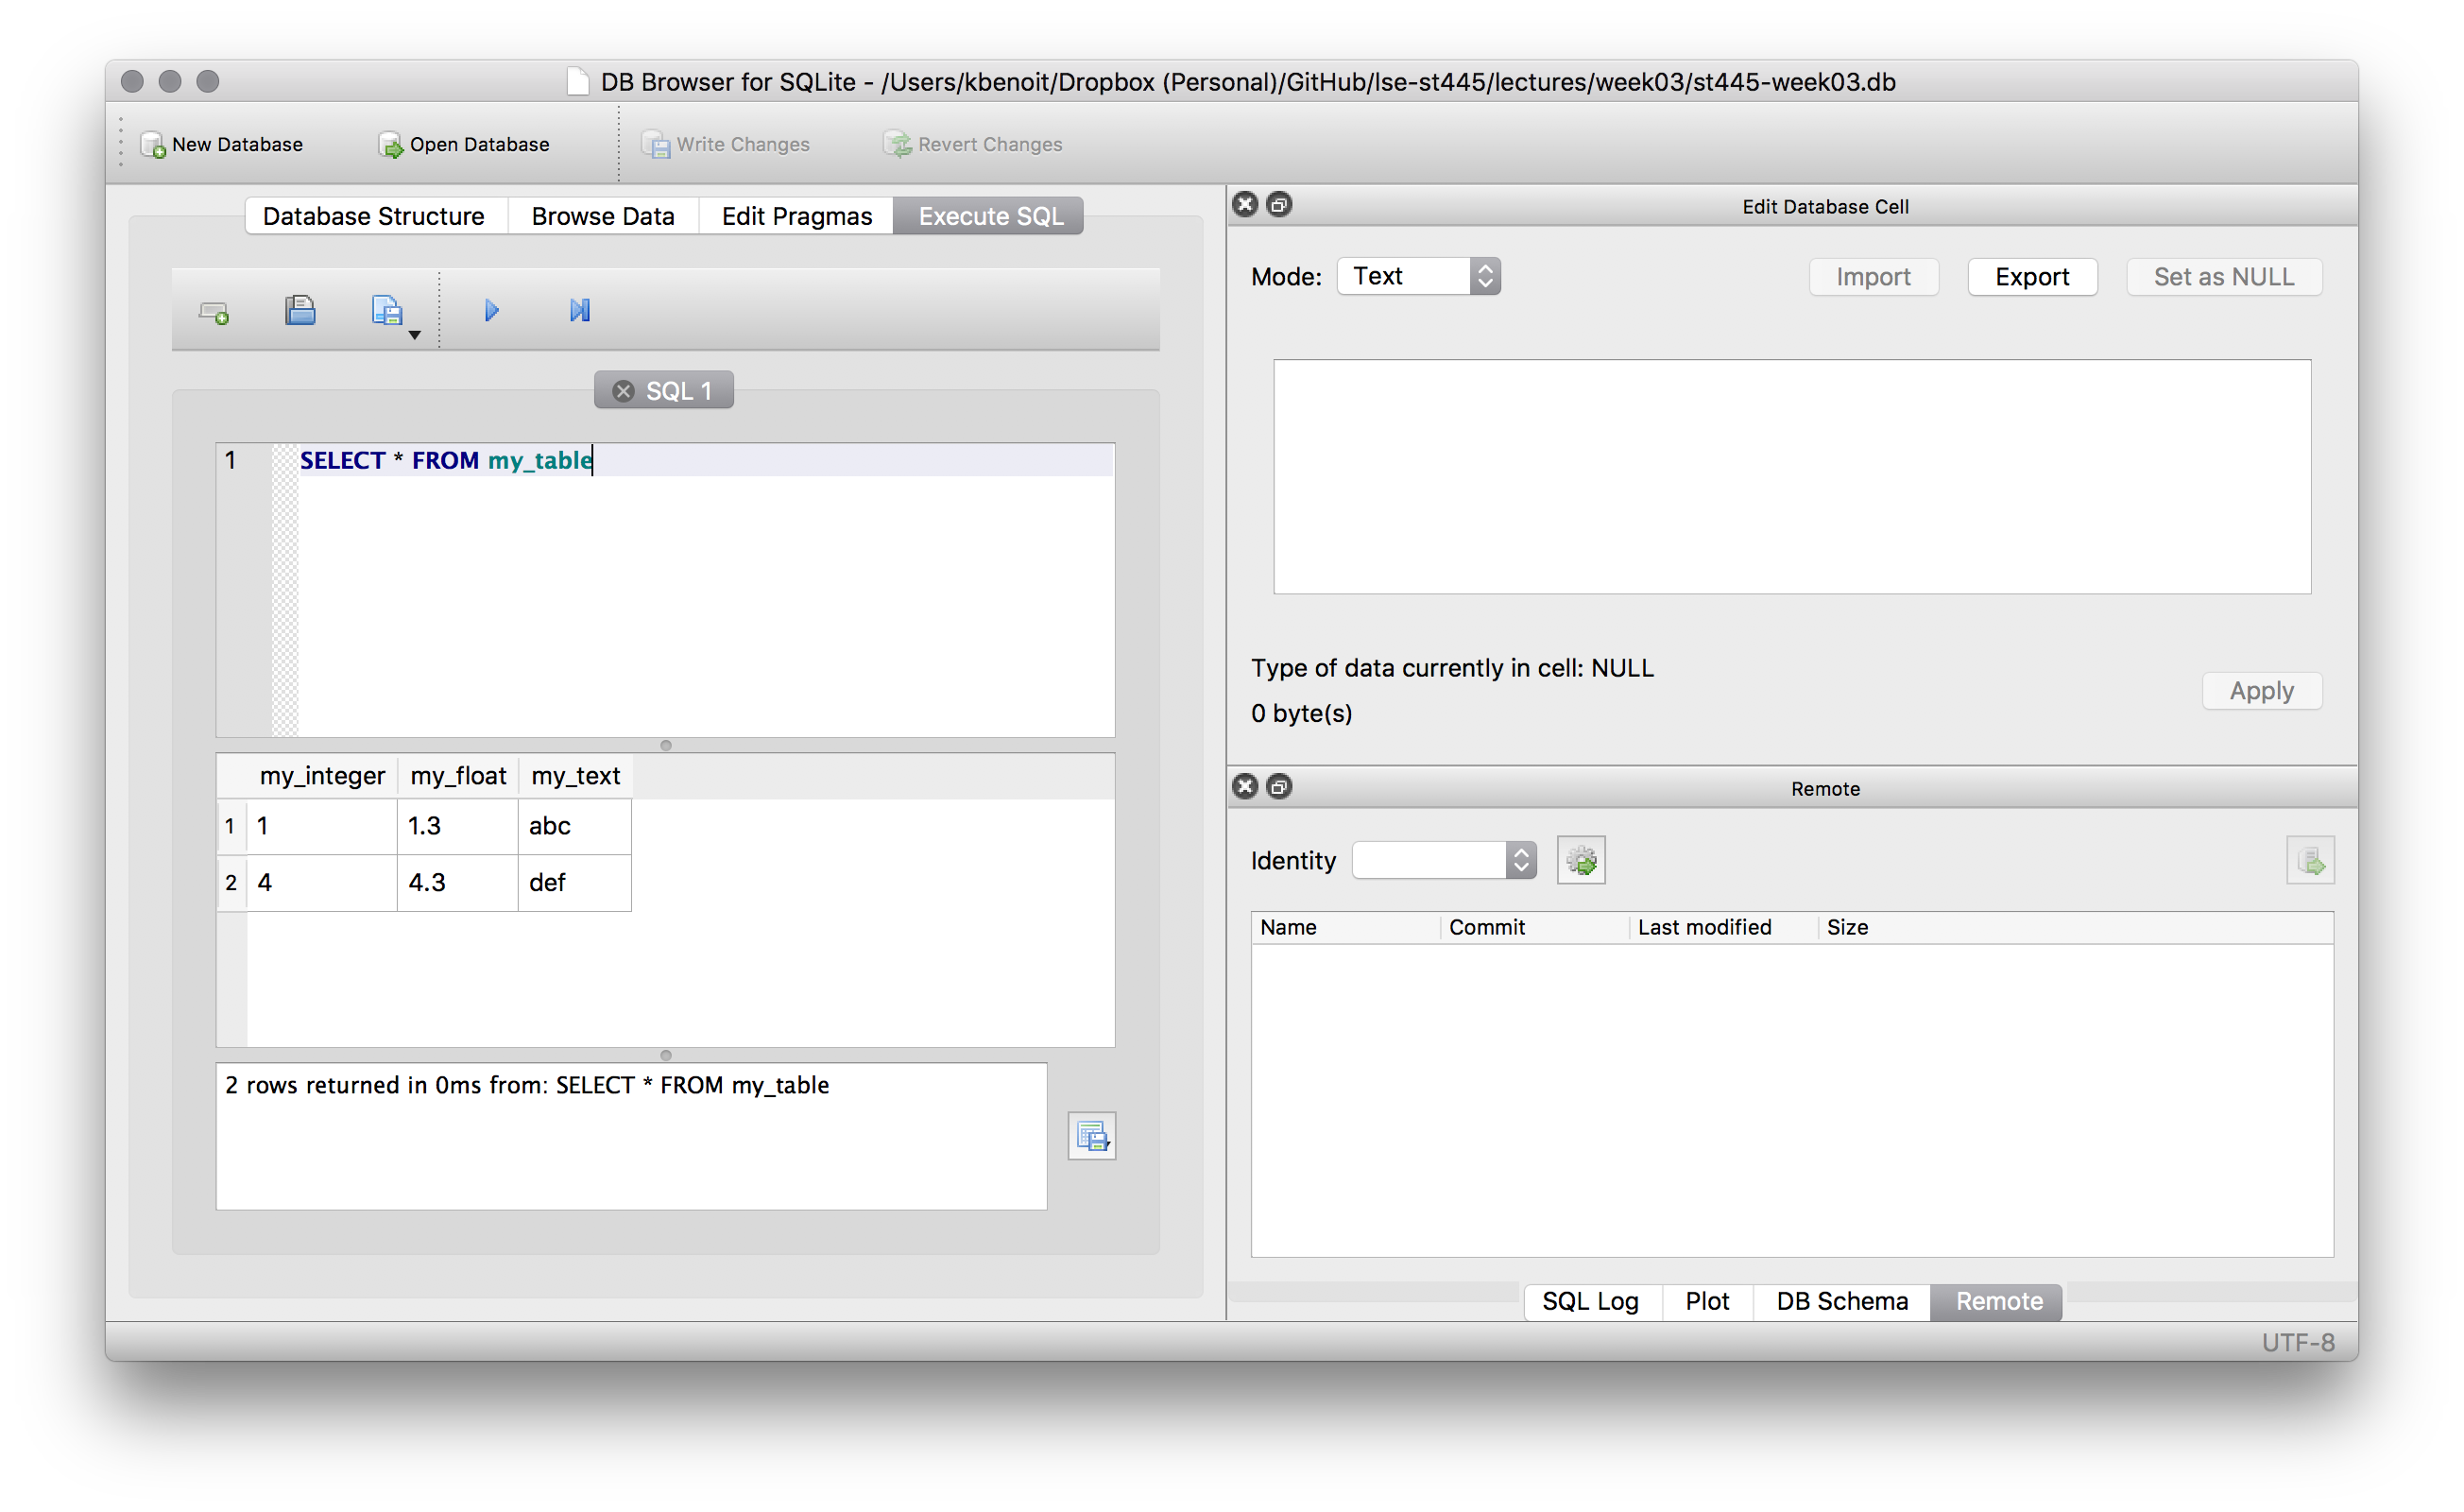 DB Browser for SQLite - /Users/kbenoit/Dropbox (Personal)/GitHub/lse-st445/lectures/week03/st445-week03.db
New Database Open Database Write Changes Revert Changes
Database Structure Browse Data Edit Pragmas Execute SQL
SQL 1
1 SELECT * FROM my_table
my_integer my_float my_text
1 1 1.3 abc
2 4 4.3 def
2 rows returned in 0ms from: SELECT * FROM my_table
Edit Database Cell
Mode: Text Import Export Set as NULL
Type of data currently in cell: NULL
0 byte(s)
Apply
Remote
Identity
Name Commit Last modified Size
SQL Log Plot DB Schema Remote
UTF-8